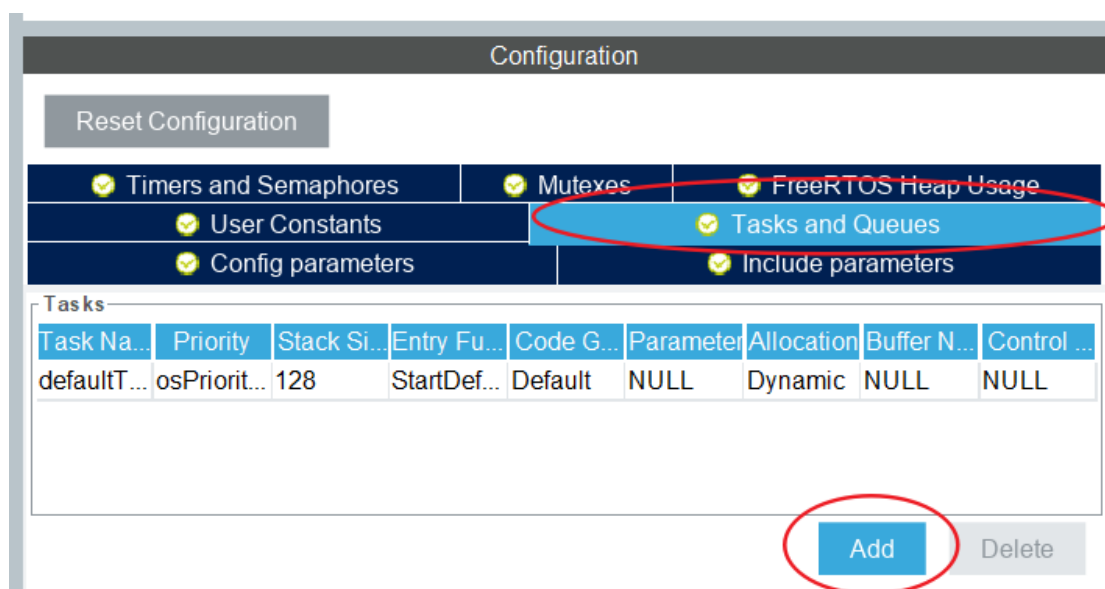 Configuration
Reset Configuration
Timers and Semaphores Mutexes FreeRTOS Heap Usage
User Constants Tasks and Queues
Config parameters Include parameters
Tasks
Task Na... Priority Stack Si... Entry Fu... Code G... Parameter Allocation Buffer N... Control ...
defaultT... osPriorit... 128 StartDef... Default NULL Dynamic NULL NULL
Add Delete